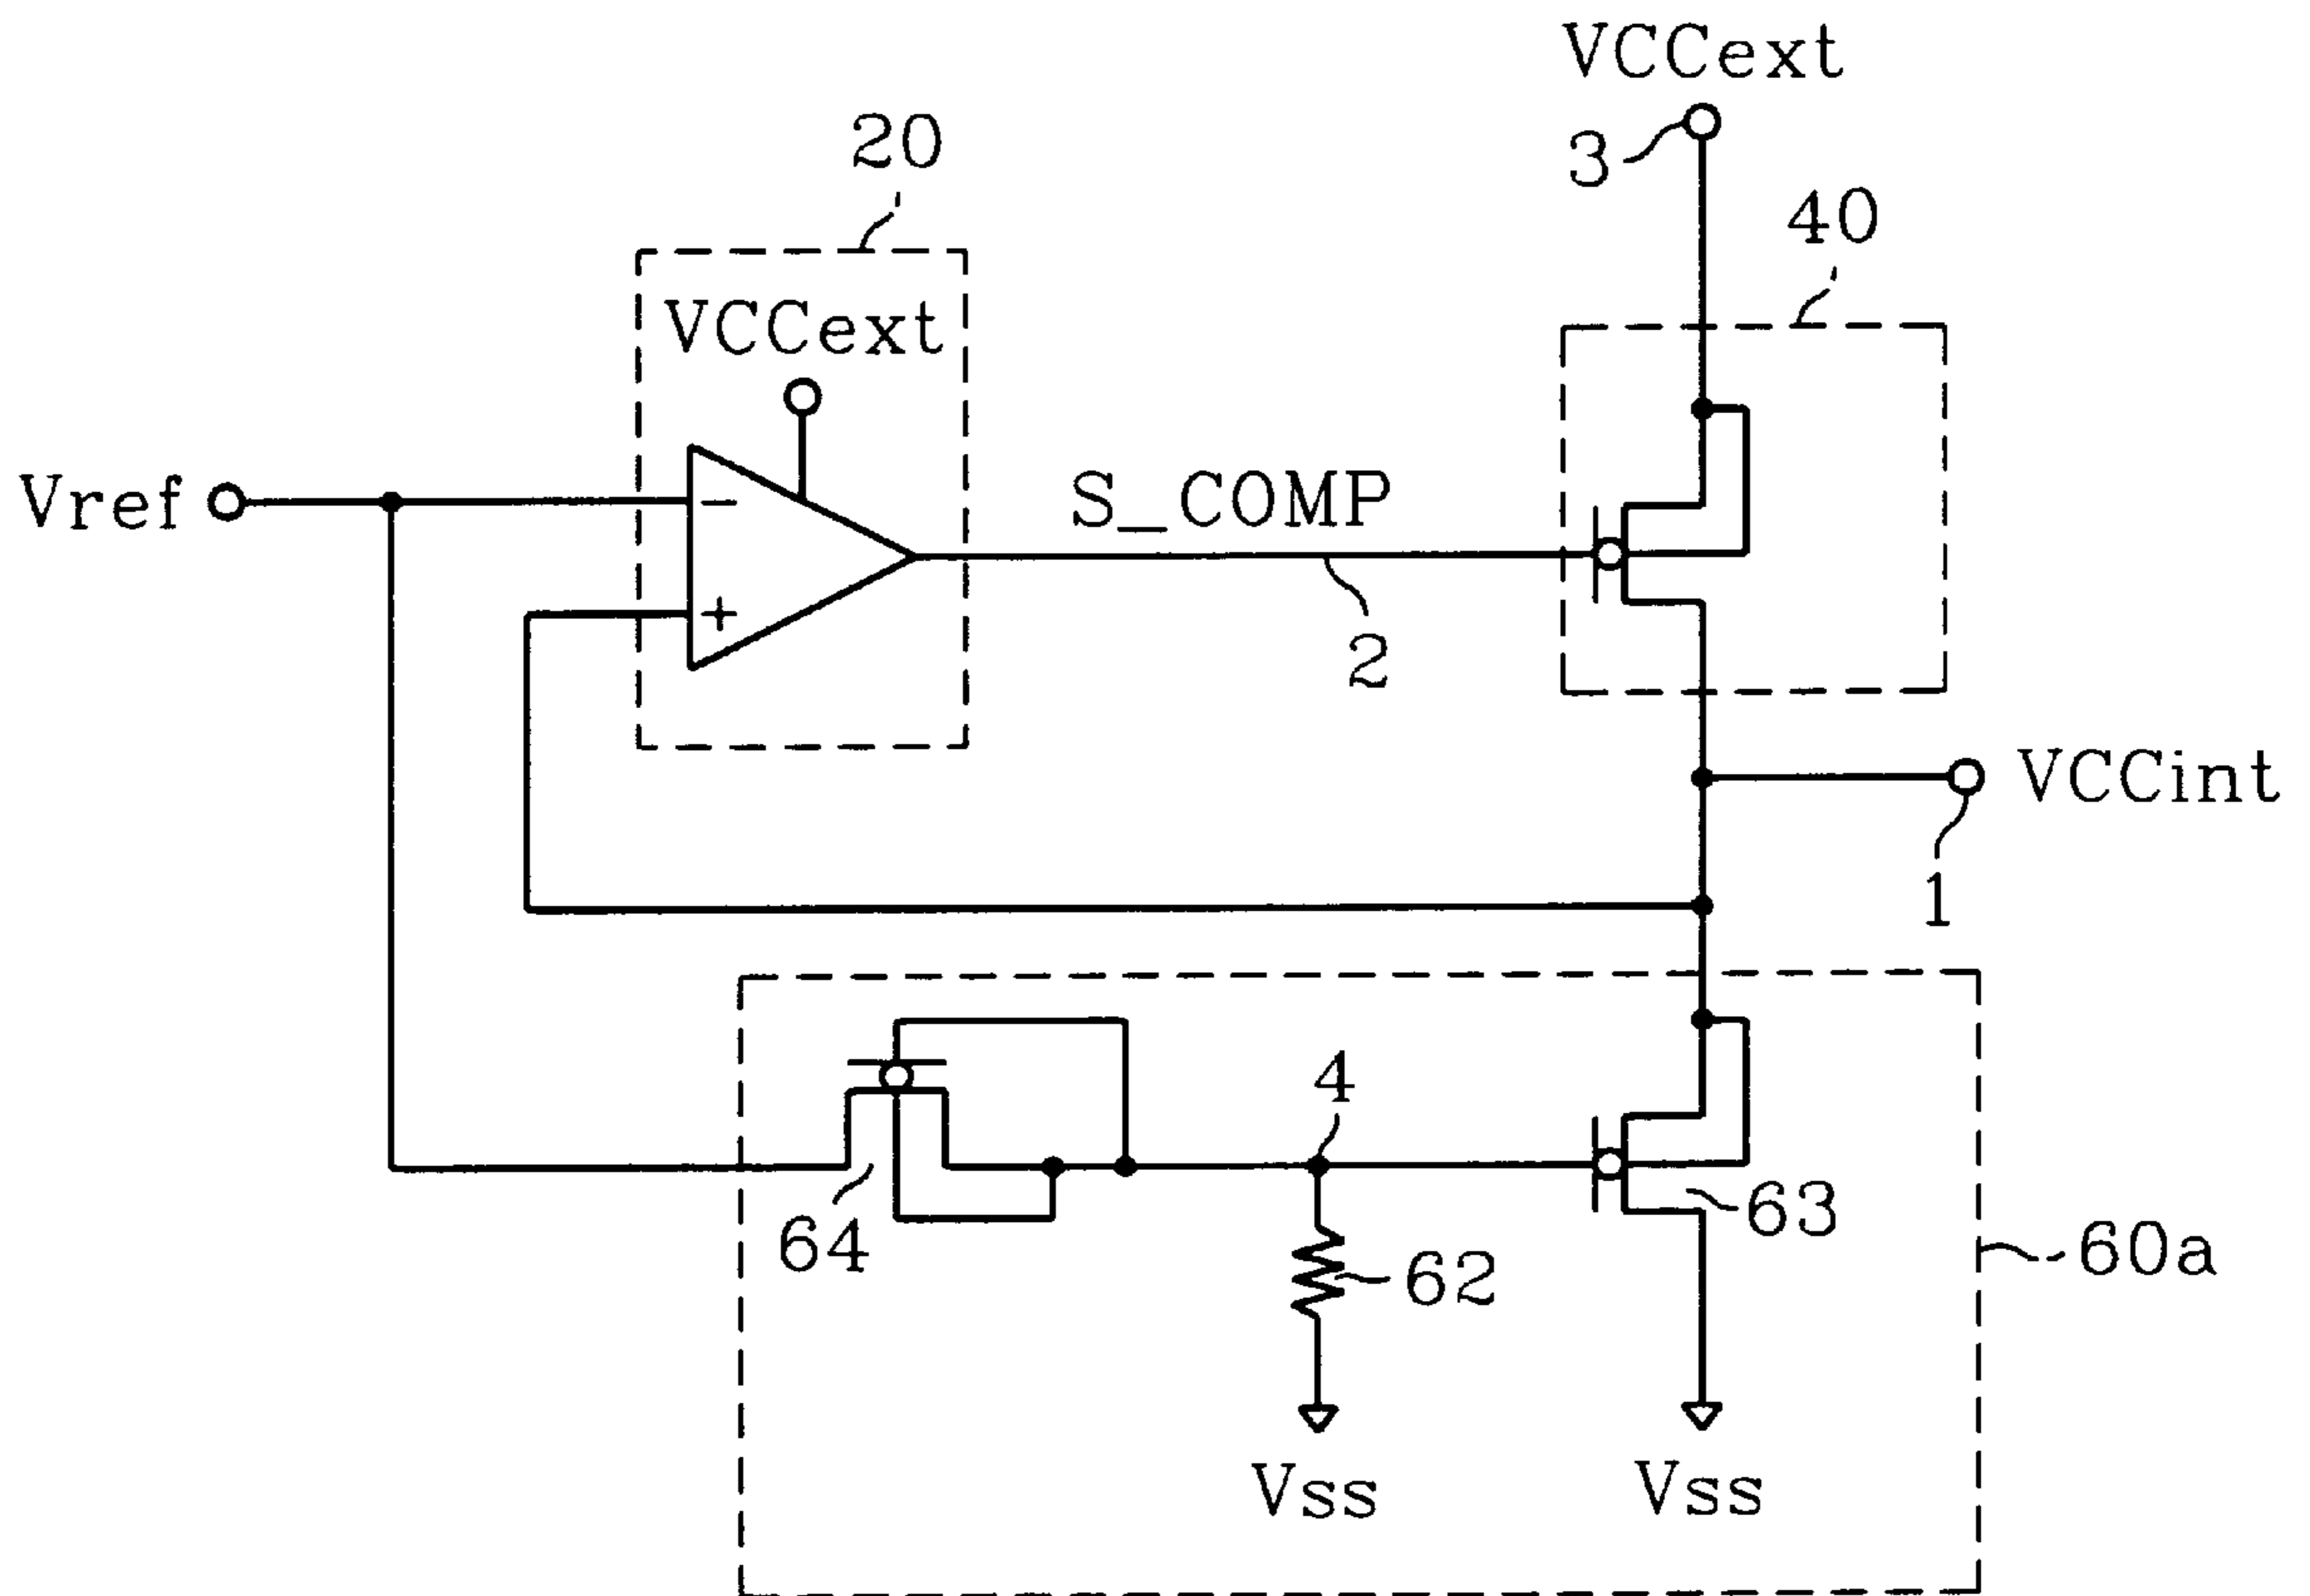 VCCext
3
20
40
VCCext
Vref
−
S_COMP
+
2
VCCint
1
4
64
63
62
60a
Vss
Vss